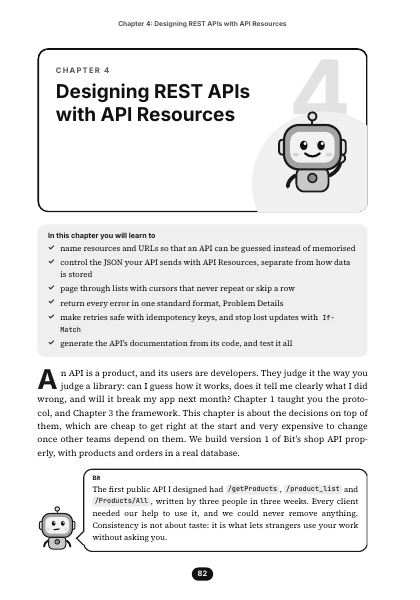 Chapter 4: Designing REST APIs with API Resources
4
CHAPTER 4
Designing REST APIs
with API Resources
In this chapter you will learn to
✓ name resources and URLs so that an API can be guessed instead of memorised
✓ control the JSON your API sends with API Resources, separate from how data
is stored
✓ page through lists with cursors that never repeat or skip a row
✓ return every error in one standard format, Problem Details
✓ make retries safe with idempotency keys, and stop lost updates with If-
Match
✓ generate the API's documentation from its code, and test it all
An API is a product, and its users are developers. They judge it the way you
judge a library: can I guess how it works, does it tell me clearly what I did
wrong, and will it break my app next month? Chapter 1 taught you the proto-
col, and Chapter 3 the framework. This chapter is about the decisions on top of
them, which are cheap to get right at the start and very expensive to change
once other teams depend on them. We build version 1 of Bit's shop API prop-
erly, with products and orders in a real database.
Bit
The first public API I designed had /getProducts, /product_list and
/Products/All, written by three people in three weeks. Every client
needed our help to use it, and we could never remove anything.
Consistency is not about taste: it is what lets strangers use your work
without asking you.
82